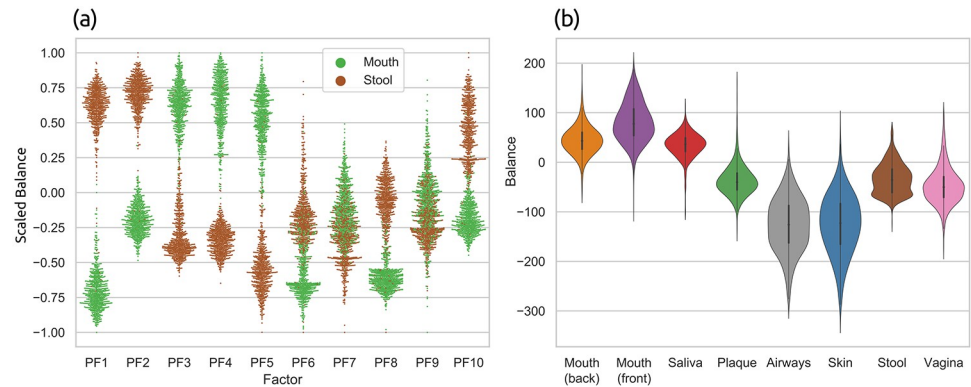 (a)
(b)
1.00
0.75
0.50
0.25
0.00
-0.25
-0.50
-0.75
-1.00
Scaled Balance
Mouth
Stool
PF1 PF2 PF3 PF4 PF5 PF6 PF7 PF8 PF9 PF10
Factor
200
100
0
-100
-200
-300
Balance
Mouth Mouth Saliva Plaque Airways Skin Stool Vagina
(back) (front)